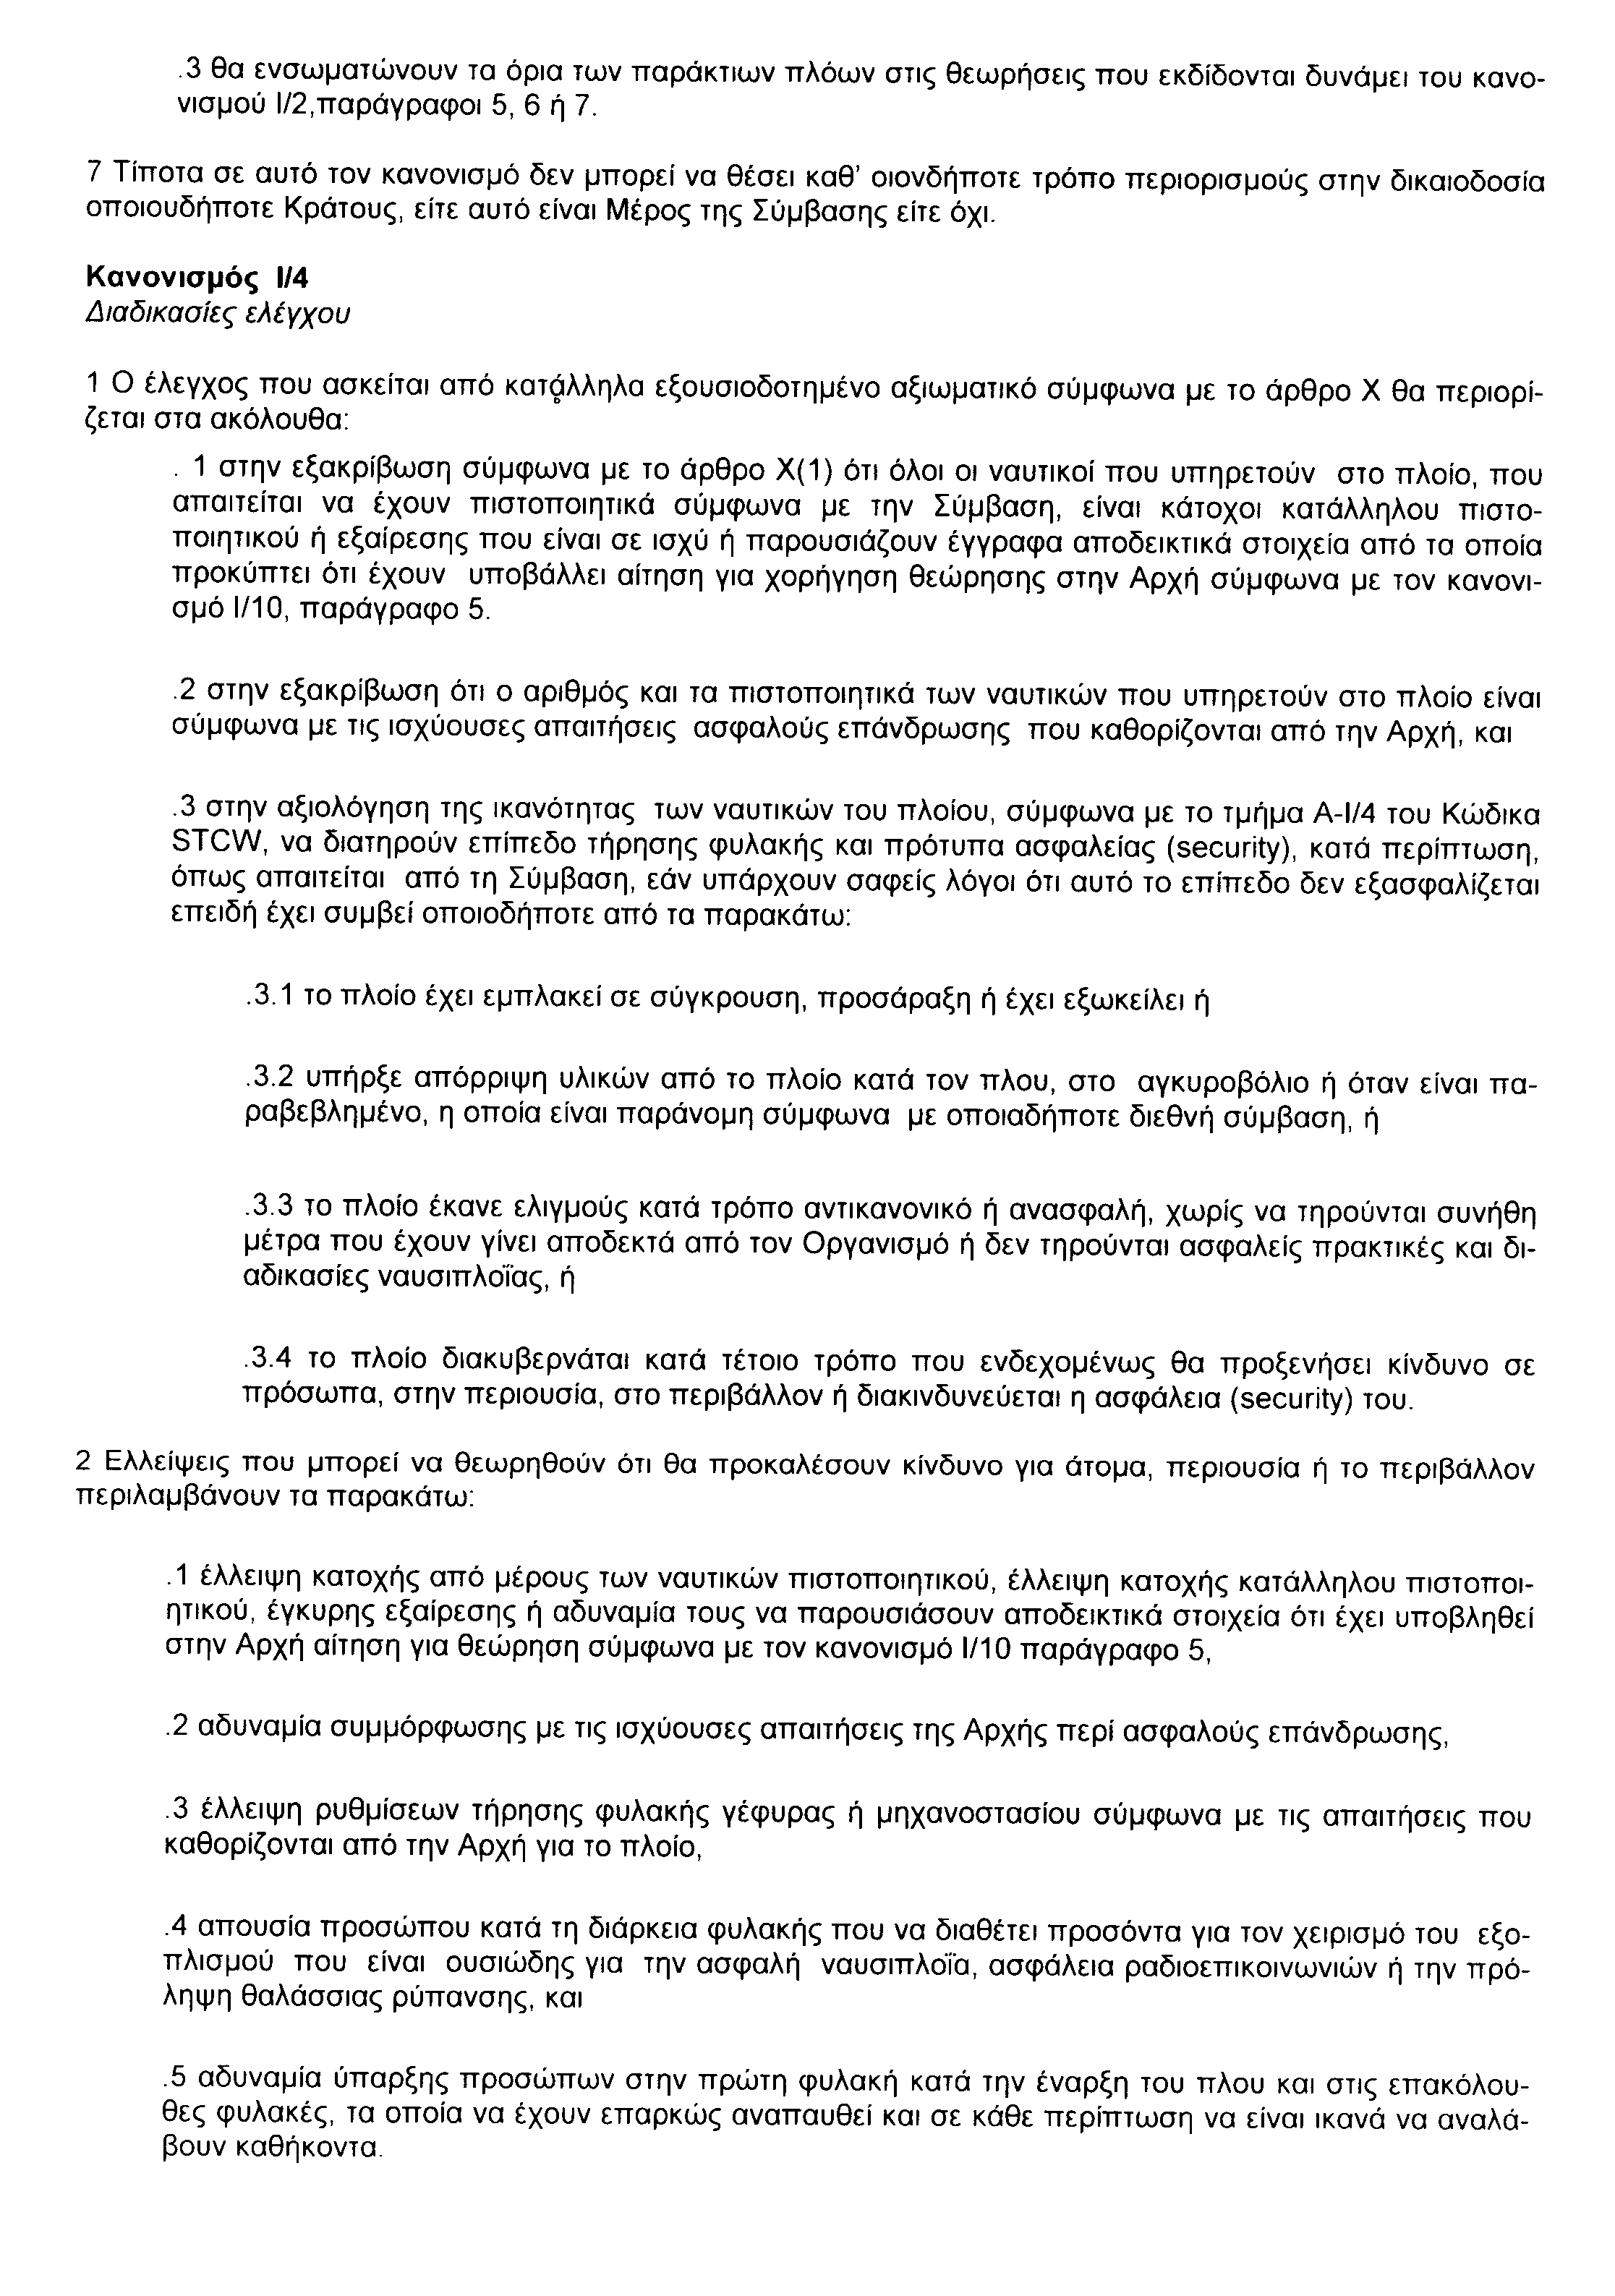 .3 θα ενσωματώνουν τα όρια των παράκτιων πλόων στις θεωρήσεις που εκδίδονται δυνάμει του κανο-
νισμού Ι/2,παράγραφοι 5, 6 ή 7.
7 Τίποτα σε αυτό τον κανονισμό δεν μπορεί να θέσει καθ’ οιονδήποτε τρόπο περιορισμούς στην δικαιοδοσία
οποιουδήποτε Κράτους, είτε αυτό είναι Μέρος της Σύμβασης είτε όχι.
Κανονισμός Ι/4
Διαδικασίες ελέγχου
1 Ο έλεγχος που ασκείται από κατάλληλα εξουσιοδοτημένο αξιωματικό σύμφωνα με το άρθρο Χ θα περιορί-
ζεται στα ακόλουθα:
. 1 στην εξακρίβωση σύμφωνα με το άρθρο Χ(1) ότι όλοι οι ναυτικοί που υπηρετούν στο πλοίο, που
απαιτείται να έχουν πιστοποιητικά σύμφωνα με την Σύμβαση, είναι κάτοχοι κατάλληλου πιστο-
ποιητικού ή εξαίρεσης που είναι σε ισχύ ή παρουσιάζουν έγγραφα αποδεικτικά στοιχεία από τα οποία
προκύπτει ότι έχουν υποβάλλει αίτηση για χορήγηση θεώρησης στην Αρχή σύμφωνα με τον κανονι-
σμό Ι/10, παράγραφο 5.
.2 στην εξακρίβωση ότι ο αριθμός και τα πιστοποιητικά των ναυτικών που υπηρετούν στο πλοίο είναι
σύμφωνα με τις ισχύουσες απαιτήσεις ασφαλούς επάνδρωσης που καθορίζονται από την Αρχή, και
.3 στην αξιολόγηση της ικανότητας των ναυτικών του πλοίου, σύμφωνα με το τμήμα Α-Ι/4 του Κώδικα
STCW, να διατηρούν επίπεδο τήρησης φυλακής και πρότυπα ασφαλείας (security), κατά περίπτωση,
όπως απαιτείται από τη Σύμβαση, εάν υπάρχουν σαφείς λόγοι ότι αυτό το επίπεδο δεν εξασφαλίζεται
επειδή έχει συμβεί οποιοδήποτε από τα παρακάτω:
.3.1 το πλοίο έχει εμπλακεί σε σύγκρουση, προσάραξη ή έχει εξωκείλει ή
.3.2 υπήρξε απόρριψη υλικών από το πλοίο κατά τον πλου, στο αγκυροβόλιο ή όταν είναι πα-
ραβεβλημένο, η οποία είναι παράνομη σύμφωνα με οποιαδήποτε διεθνή σύμβαση, ή
.3.3 το πλοίο έκανε ελιγμούς κατά τρόπο αντικανονικό ή ανασφαλή, χωρίς να τηρούνται συνήθη
μέτρα που έχουν γίνει αποδεκτά από τον Οργανισμό ή δεν τηρούνται ασφαλείς πρακτικές και δι-
αδικασίες ναυσιπλοΐας, ή
.3.4 το πλοίο διακυβερνάται κατά τέτοιο τρόπο που ενδεχομένως θα προξενήσει κίνδυνο σε
πρόσωπα, στην περιουσία, στο περιβάλλον ή διακινδυνεύεται η ασφάλεια (security) του.
2 Ελλείψεις που μπορεί να θεωρηθούν ότι θα προκαλέσουν κίνδυνο για άτομα, περιουσία ή το περιβάλλον
περιλαμβάνουν τα παρακάτω:
.1 έλλειψη κατοχής από μέρους των ναυτικών πιστοποιητικού, έλλειψη κατοχής κατάλληλου πιστοποι-
ητικού, έγκυρης εξαίρεσης ή αδυναμία τους να παρουσιάσουν αποδεικτικά στοιχεία ότι έχει υποβληθεί
στην Αρχή αίτηση για θεώρηση σύμφωνα με τον κανονισμό Ι/10 παράγραφο 5,
.2 αδυναμία συμμόρφωσης με τις ισχύουσες απαιτήσεις της Αρχής περί ασφαλούς επάνδρωσης,
.3 έλλειψη ρυθμίσεων τήρησης φυλακής γέφυρας ή μηχανοστασίου σύμφωνα με τις απαιτήσεις που
καθορίζονται από την Αρχή για το πλοίο,
.4 απουσία προσώπου κατά τη διάρκεια φυλακής που να διαθέτει προσόντα για τον χειρισμό του εξο-
πλισμού που είναι ουσιώδης για την ασφαλή ναυσιπλοΐα, ασφάλεια ραδιοεπικοινωνιών ή την πρό-
ληψη θαλάσσιας ρύπανσης, και
.5 αδυναμία ύπαρξης προσώπων στην πρώτη φυλακή κατά την έναρξη του πλου και στις επακόλου-
θες φυλακές, τα οποία να έχουν επαρκώς αναπαυθεί και σε κάθε περίπτωση να είναι ικανά να αναλά-
βουν καθήκοντα.